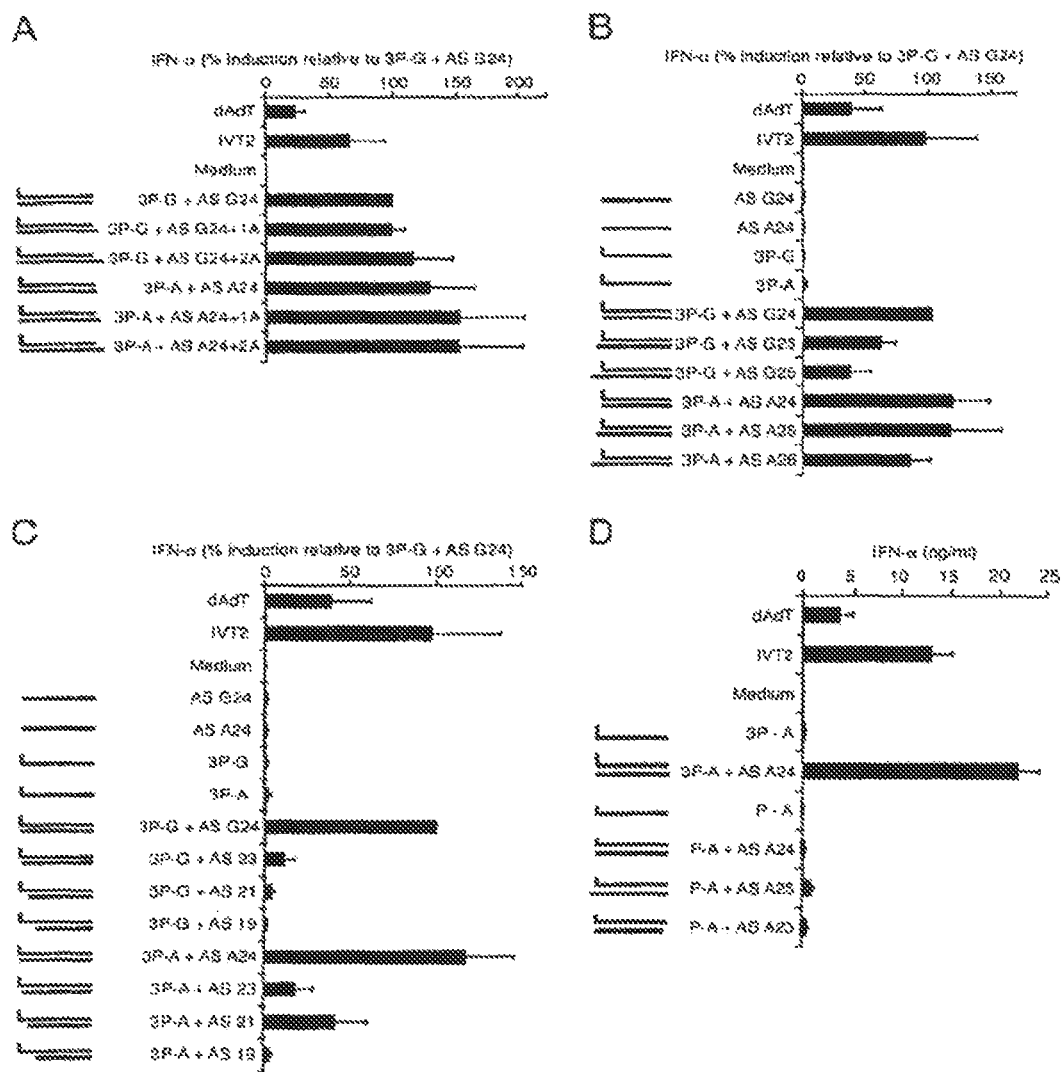 A
IFN-α (% induction relative to 3P-G + AS G24)
0 50 100 150 200
dAdT
IVT2
Medium
3P-G + AS G24
3P-G + AS G24+1A
3P-G + AS G24+2A
3P-A + AS A24
3P-A + AS A24+1A
3P-A + AS A24+2A
B
IFN-α (% induction relative to 3P-G + AS G24)
0 50 100 150
dAdT
IVT2
Medium
AS G24
AS A24
3P-G
3P-A
3P-G + AS G24
3P-G + AS
3P-G + AS
3P-A + AS A24
3P-A + AS
3P-A + AS A26
C
IFN-α (% induction relative to 3P-G + AS G24)
0 50 100 150
dAdT
IVT2
Medium
AS G24
AS A24
3P-G
3P-A
3P-G + AS G24
3P-G + AS 23
3P-G + AS 21
3P-G + AS 19
3P-A + AS A24
3P-A + AS 23
3P-A + AS 21
3P-A + AS 19
D
IFN-α (ng/ml)
0 5 10 15 20 25
dAdT
IVT2
Medium
3P - A
3P-A + AS A24
P - A
P-A + AS A24
P-A + AS
P-A + AS